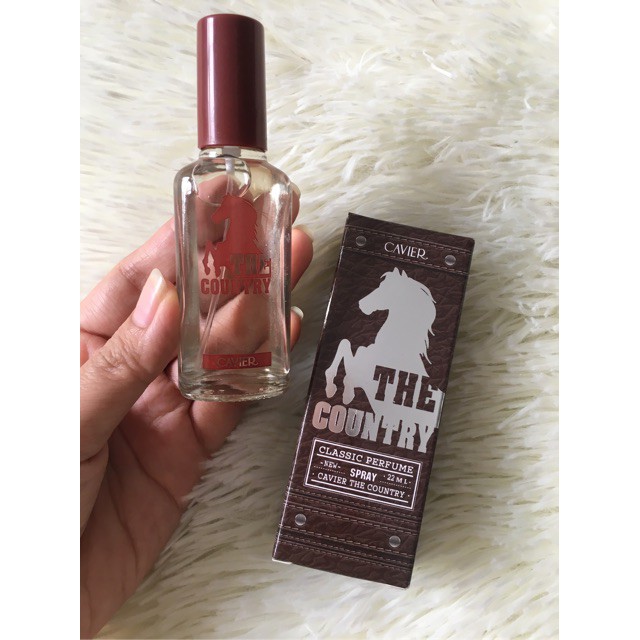 THE
COUNTRY
CAVIER
CAVIER
THE
COUNTRY
CLASSIC PERFUME
-NEW- SPRAY 22 ML
· CAVIER THE COUNTRY ·